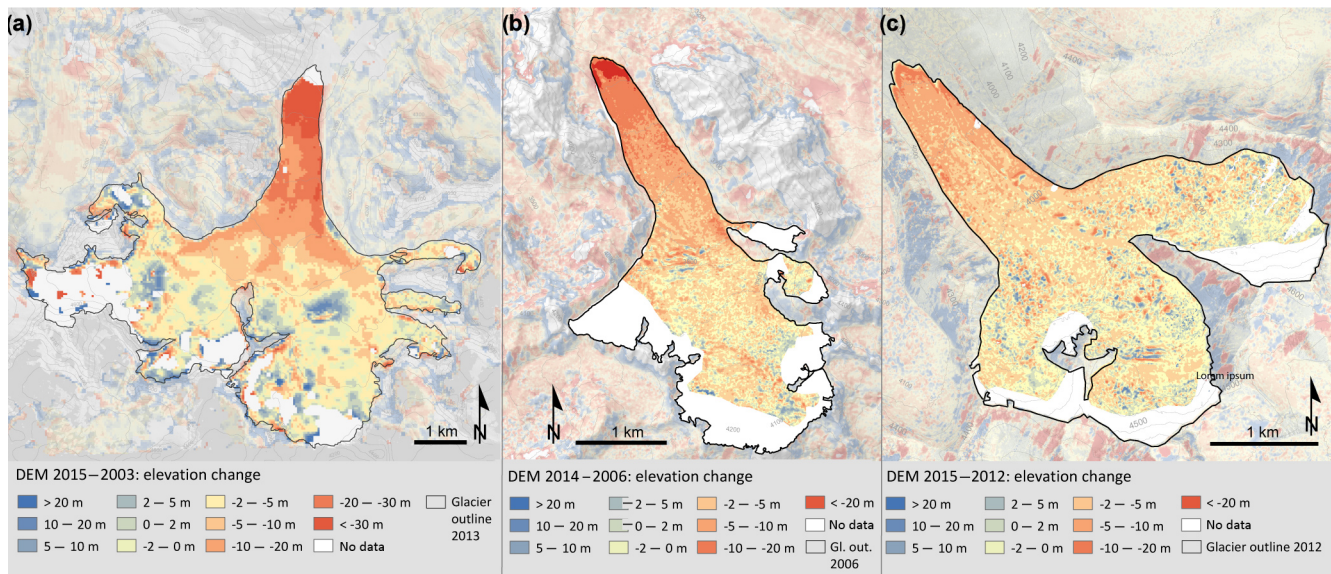 (a)
(b)
(c)
4200
4100
4000
4400
4400
4300
4200
4100
Lorem ipsum
4500
N
1 km
N
1 km
N
1 km
DEM 2015–2003: elevation change
> 20 m
2 – 5 m
-2 – -5 m
-20 – -30 m
Glacier outline 2013
10 – 20 m
0 – 2 m
-5 – -10 m
< -30 m
5 – 10 m
-2 – 0 m
-10 – -20 m
No data
DEM 2014–2006: elevation change
> 20 m
2 – 5 m
-2 – -5 m
< -20 m
10 – 20 m
0 – 2 m
-5 – -10 m
No data
5 – 10 m
-2 – 0 m
-10 – -20 m
Gl. out.
2006
DEM 2015–2012: elevation change
> 20 m
2 – 5 m
-2 – -5 m
< -20 m
10 – 20 m
0 – 2 m
-5 – -10 m
No data
5 – 10 m
-2 – 0 m
-10 – -20 m
Glacier outline 2012